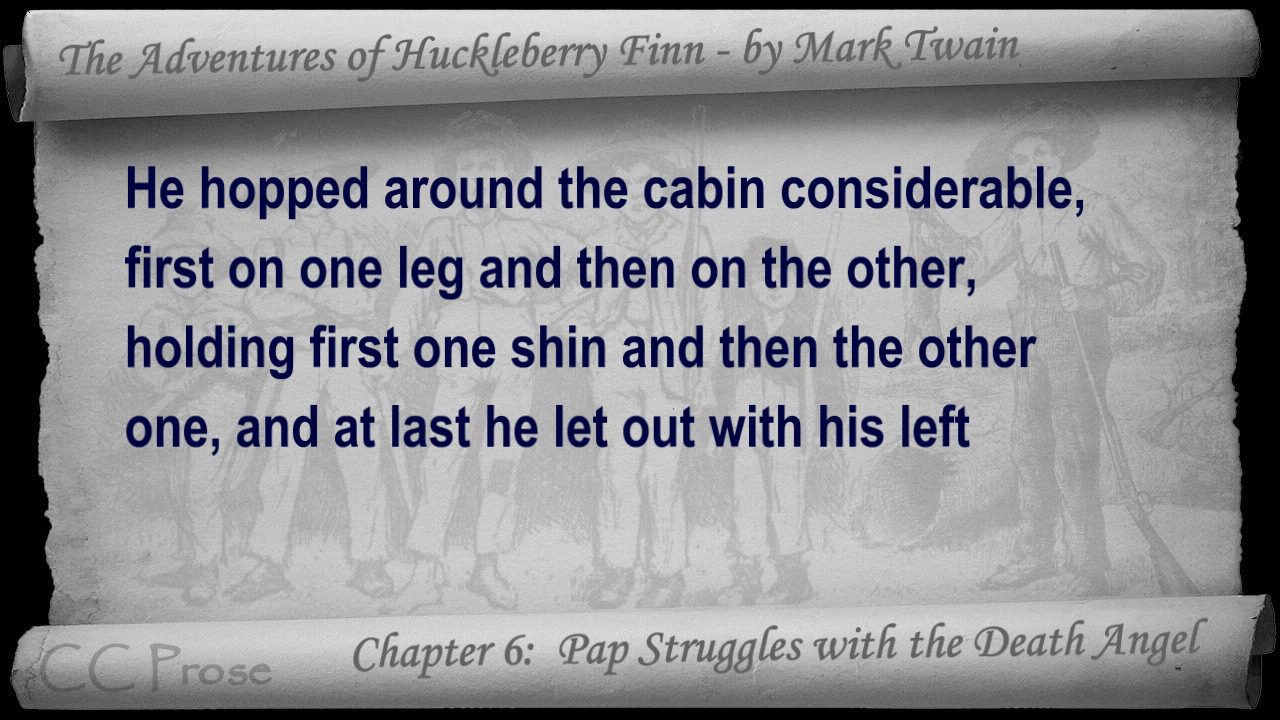 The Adventures of Huckleberry Finn - by Mark Twain
He hopped around the cabin considerable,
first on one leg and then on the other,
holding first one shin and then the other
one, and at last he let out with his left
Chapter 6: Pap Struggles with the Death Angel
CC Prose